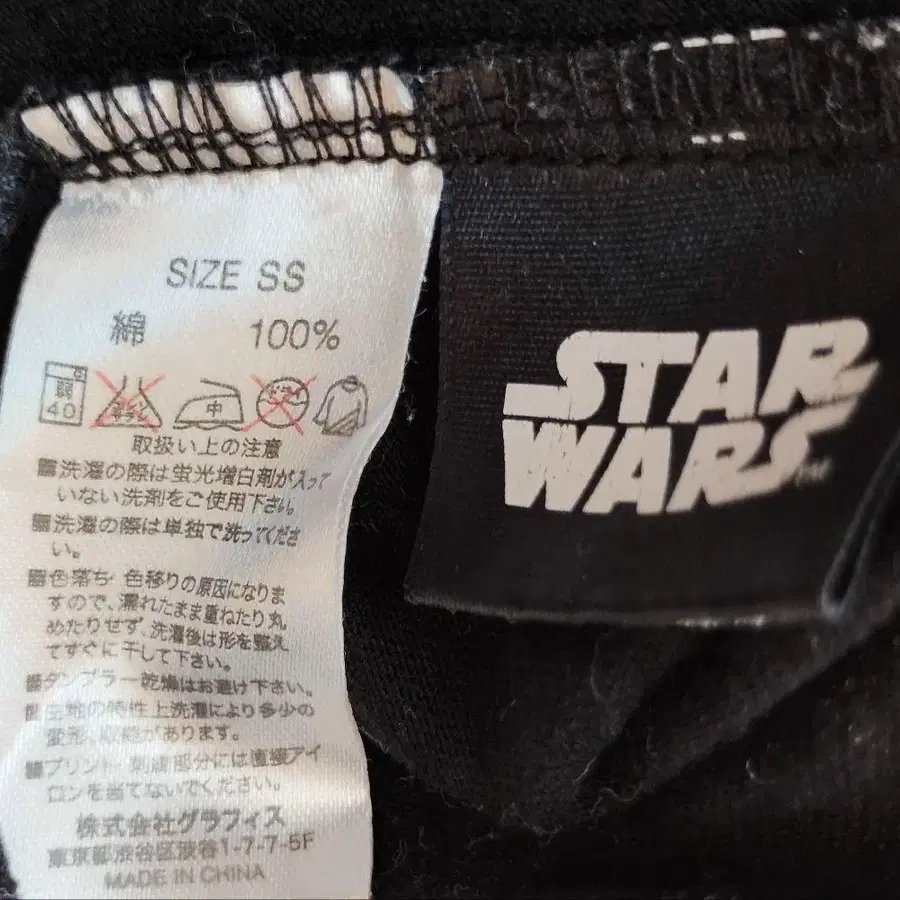 SIZE SS
綿 100%
弱
40
中
取扱い上の注意
■洗濯の際は蛍光増白剤が入って
いない洗剤をご使用下さい。
■洗濯の際は単独で洗ってくださ
い。
■色落ち・色移りの原因になりま
すので、濡れたまま重ねたり丸
めたりせず、洗濯後は形を整え
てすぐに干して下さい。
■タンブラー乾燥はお避け下さい。
■生地の特性上洗濯により多少の
変形、収縮があります。
■プリント・刺繍部分には直接アイ
ロンを当てないでください。
株式会社グラフィス
東京都渋谷区渋谷1-7-7-5F
MADE IN CHINA
STAR
WARS
TM